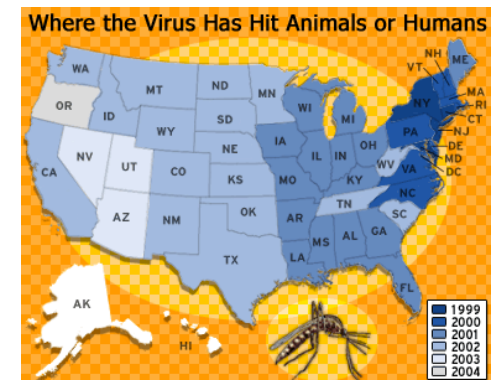 Where the Virus Has Hit Animals or Humans
NH
ME
VT
WA
MT
ND
MN
MA
OR
ID
SD
WI
MI
NY
RI
CT
WY
IA
PA
NJ
NE
OH
DE
NV
UT
IL
IN
WV
MD
CA
CO
KS
MO
KY
VA
DC
NC
AZ
NM
OK
AR
TN
SC
TX
MS
AL
GA
LA
FL
AK
HI
1999
2000
2001
2002
2003
2004